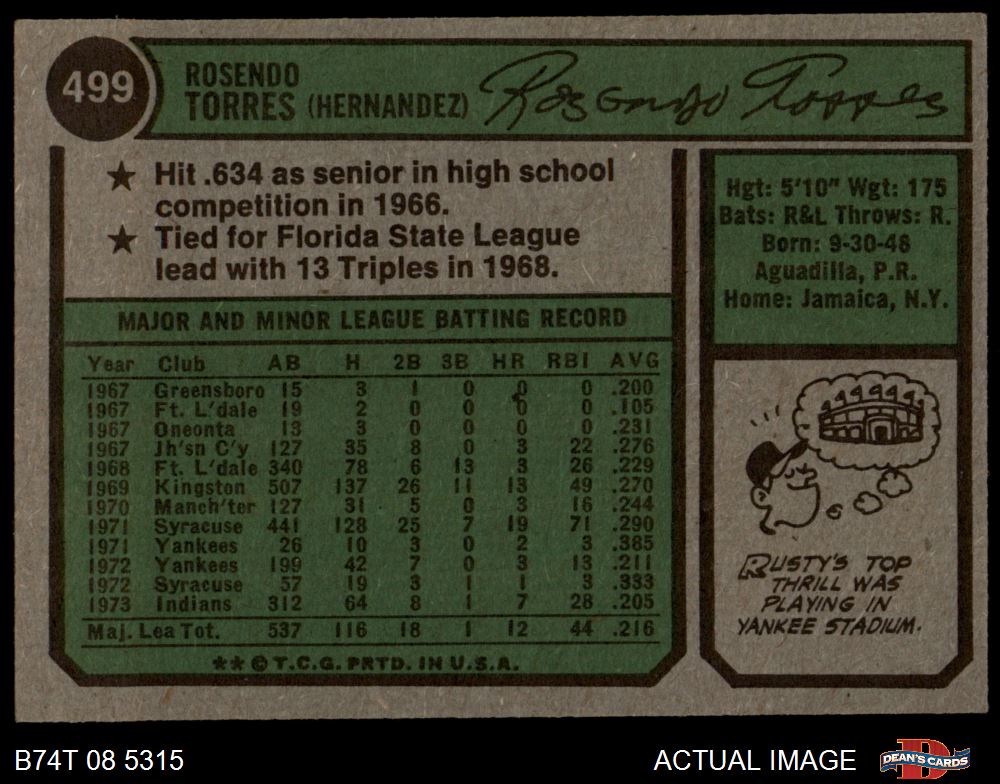 499
ROSENDO
TORRES (HERNANDEZ)
Rosendo Torres
★ Hit .634 as senior in high school
competition in 1966.
★ Tied for Florida State League
lead with 13 Triples in 1968.
Hgt: 5'10" Wgt: 175
Bats: R&L Throws: R.
Born: 9-30-48
Aguadilla, P.R.
Home: Jamaica, N.Y.
MAJOR AND MINOR LEAGUE BATTING RECORD
Year Club AB H 2B 3B HR RBI AVG
1967 Greensboro 15 3 1 0 0 0 .200
1967 Ft. L'dale 19 2 0 0 0 0 .105
1967 Oneonta 13 3 0 0 0 0 .231
1967 Jh'sn C'y 127 35 8 0 3 22 .276
1968 Ft. L'dale 340 78 6 13 3 26 .229
1969 Kingston 507 137 26 11 13 49 .270
1970 Manch'ter 127 31 5 0 3 16 .244
1971 Syracuse 441 128 25 7 19 71 .290
1971 Yankees 26 10 3 0 2 3 .385
1972 Yankees 199 42 7 0 3 13 .211
1972 Syracuse 57 19 3 1 1 3 .333
1973 Indians 312 64 8 1 7 28 .205
Maj. Lea Tot. 537 116 18 1 12 44 .216
★★ © T.C.G. PRTD. IN U.S.A.
RUSTY'S TOP
THRILL WAS
PLAYING IN
YANKEE STADIUM.
B74T 08 5315
ACTUAL IMAGE
DEAN'S CARDS